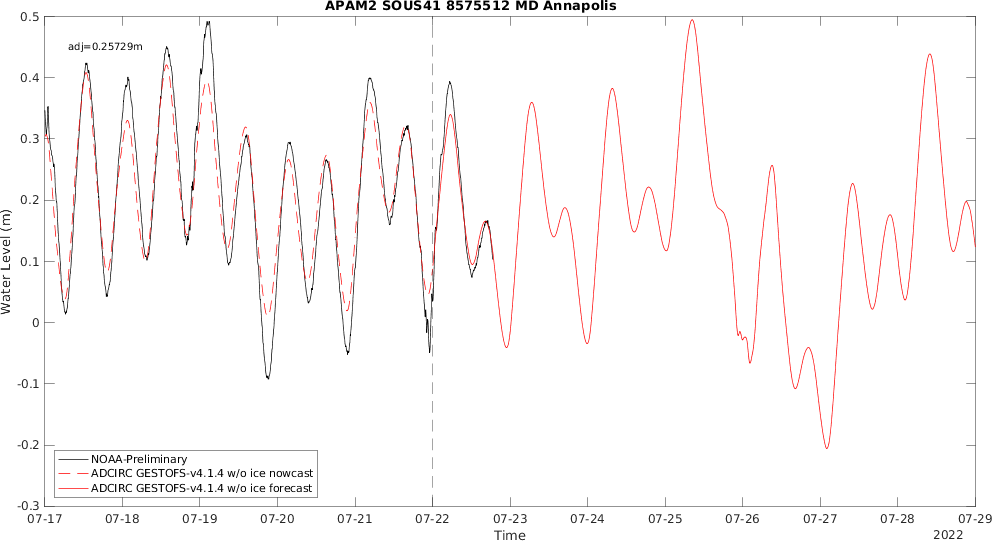 APAM2 SOUS41 8575512 MD Annapolis
adj=0.25729m
0.5
0.4
0.3
0.2
0.1
0
-0.1
-0.2
-0.3
Water Level (m)
NOAA-Preliminary
ADCIRC GESTOFS-v4.1.4 w/o ice nowcast
ADCIRC GESTOFS-v4.1.4 w/o ice forecast
07-17 07-18 07-19 07-20 07-21 07-22 07-23 07-24 07-25 07-26 07-27 07-28 07-29
Time
2022